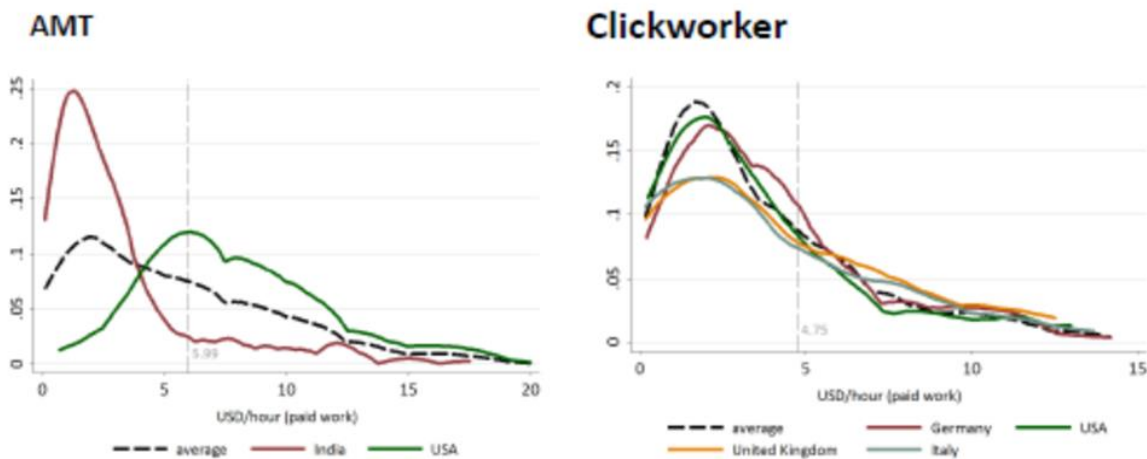 AMT
Clickworker
.25
.2
.15
.1
.05
0
5.99
0 5 10 15 20
USD/hour (paid work)
average India USA
.2
.15
.1
.05
0
4.75
0 5 10 15
USD/hour (paid work)
average Germany USA
United Kingdom Italy